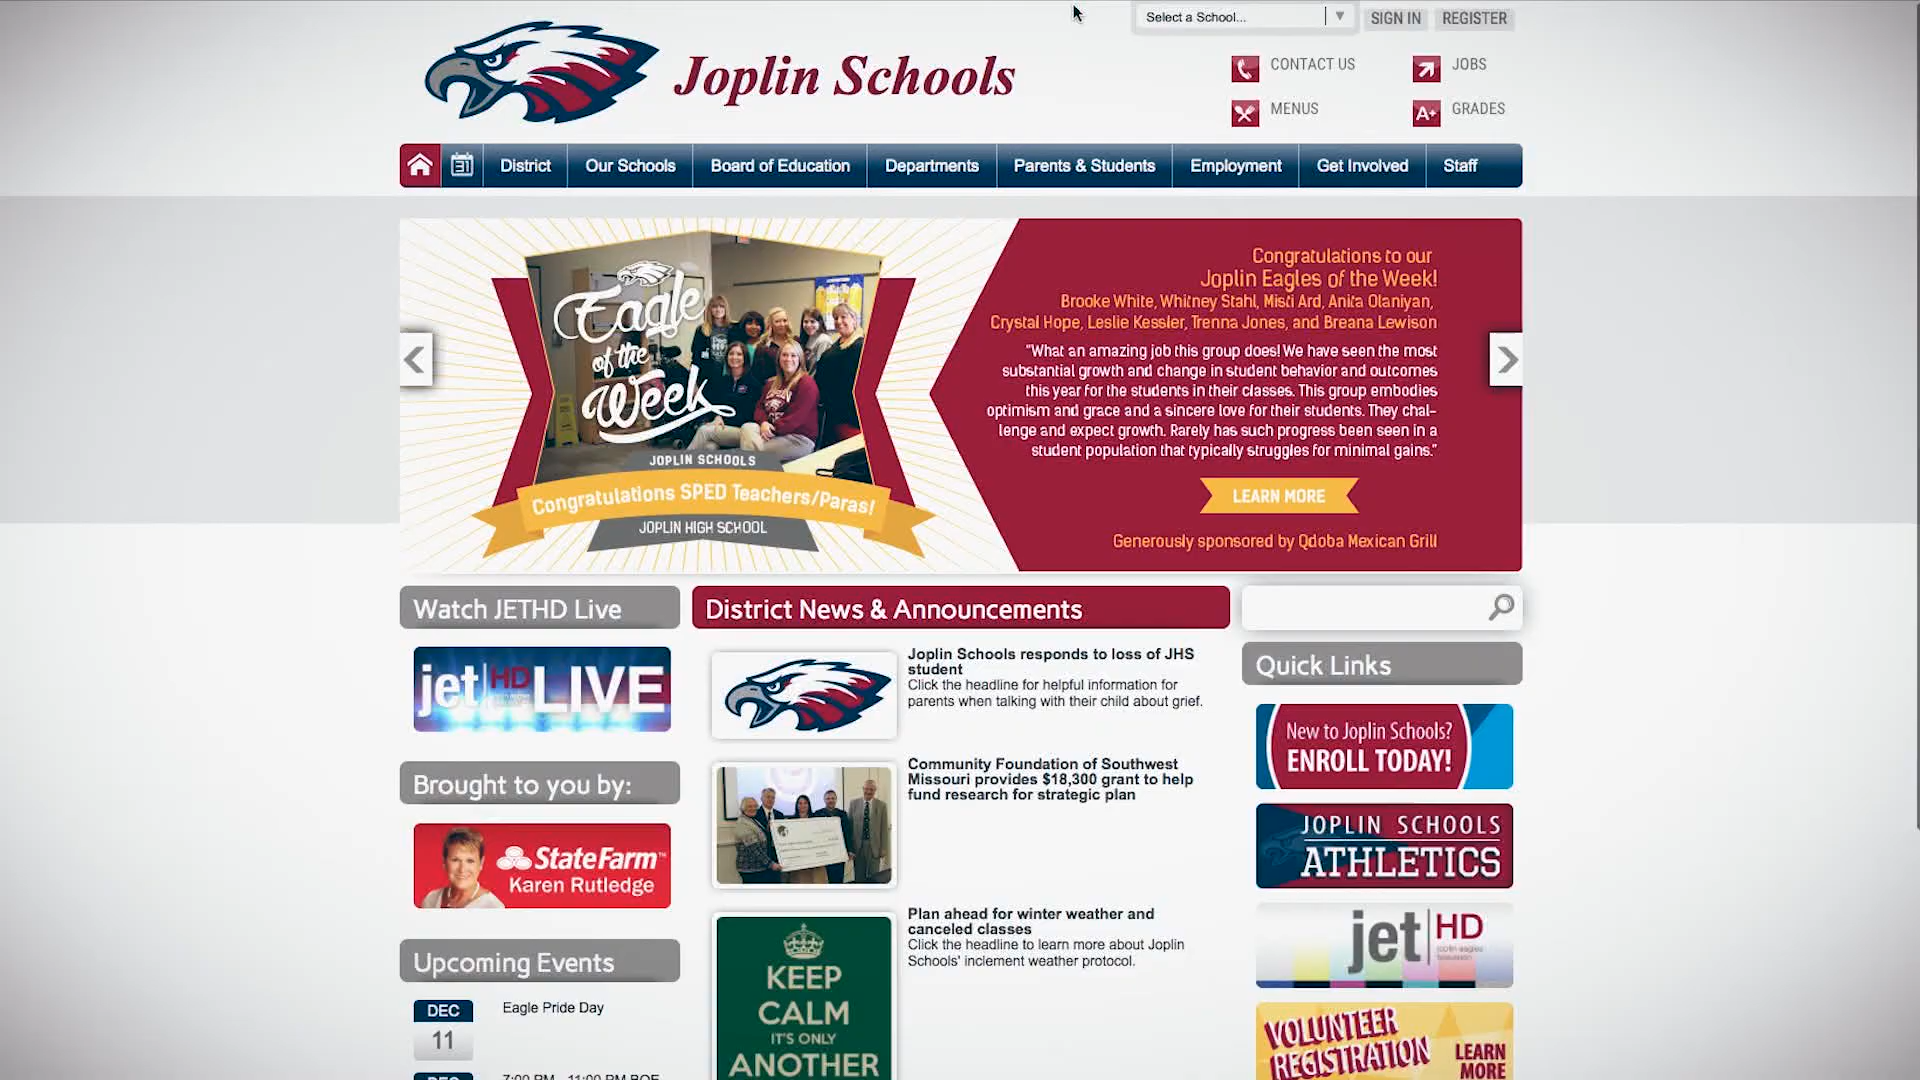 Select a School...
SIGN IN
REGISTER
Joplin Schools
CONTACT US
JOBS
MENUS
A+
GRADES
31
District
Our Schools
Board of Education
Departments
Parents & Students
Employment
Get Involved
Staff
Eagle
of the
Week
JOPLIN SCHOOLS
Congratulations SPED Teachers/Paras!
JOPLIN HIGH SCHOOL
Congratulations to our
Joplin Eagles of the Week!
Brooke White, Whitney Stahl, Misti Ard, Anita Olaniyan,
Crystal Hope, Leslie Kessler, Trenna Jones, and Breana Lewison
"What an amazing job this group does! We have seen the most
substantial growth and change in student behavior and outcomes
this year for the students in their classes. This group embodies
optimism and grace and a sincere love for their students. They chal-
lenge and expect growth. Rarely has such progress been seen in a
student population that typically struggles for minimal gains."
LEARN MORE
Generously sponsored by Qdoba Mexican Grill
Watch JETHD Live
jet HD LIVE
Brought to you by:
StateFarm™
Karen Rutledge
Upcoming Events
DEC
11
Eagle Pride Day
District News & Announcements
Joplin Schools responds to loss of JHS
student
Click the headline for helpful information for
parents when talking with their child about grief.
Community Foundation of Southwest
Missouri provides $18,300 grant to help
fund research for strategic plan
Plan ahead for winter weather and
canceled classes
Click the headline to learn more about Joplin
Schools' inclement weather protocol.
KEEP
CALM
IT'S ONLY
ANOTHER
Quick Links
New to Joplin Schools?
ENROLL TODAY!
JOPLIN SCHOOLS
ATHLETICS
jet HD
joplin eagles
television
VOLUNTEER
REGISTRATION
LEARN
MORE